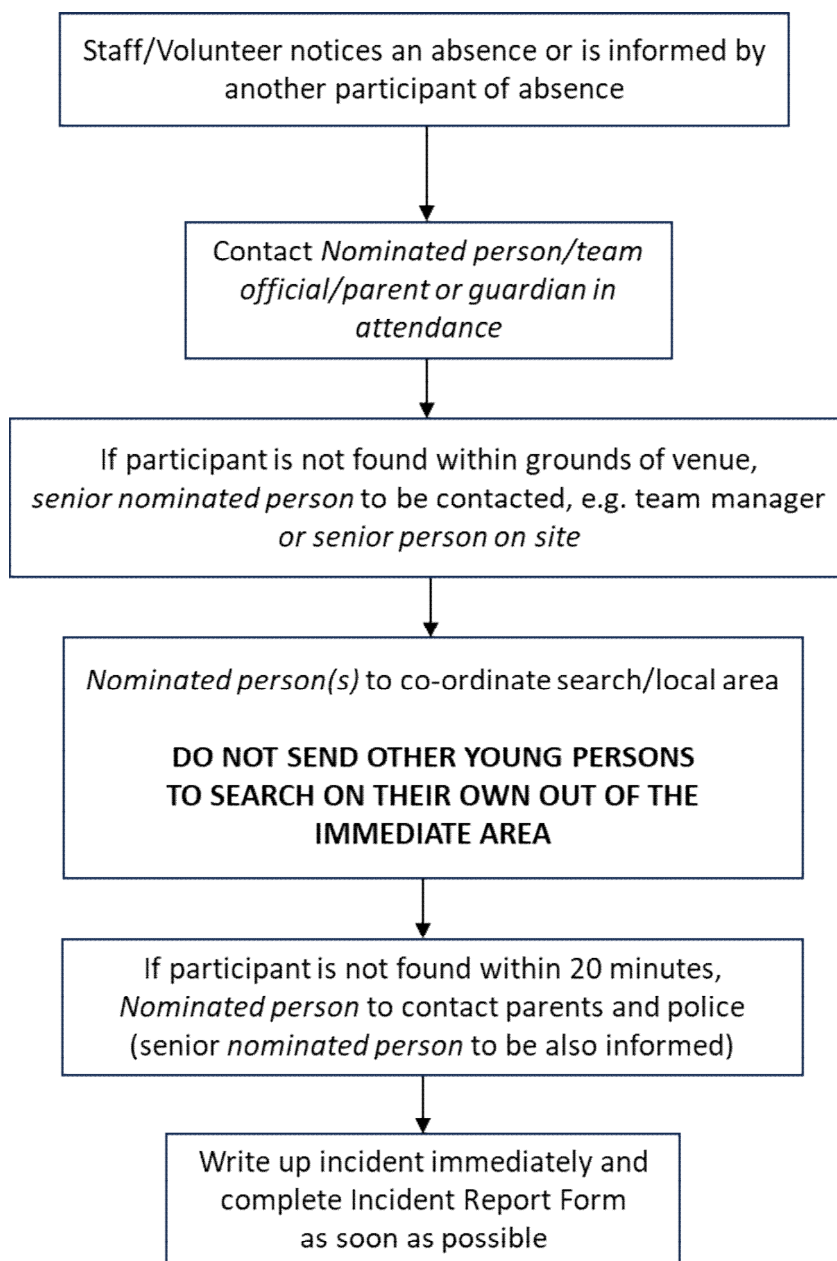 Staff/Volunteer notices an absence or is informed by
another participant of absence
Contact Nominated person/team
official/parent or guardian in
attendance
If participant is not found within grounds of venue,
senior nominated person to be contacted, e.g. team manager
or senior person on site
Nominated person(s) to co-ordinate search/local area
DO NOT SEND OTHER YOUNG PERSONS
TO SEARCH ON THEIR OWN OUT OF THE
IMMEDIATE AREA
If participant is not found within 20 minutes,
Nominated person to contact parents and police
(senior nominated person to be also informed)
Write up incident immediately and
complete Incident Report Form
as soon as possible